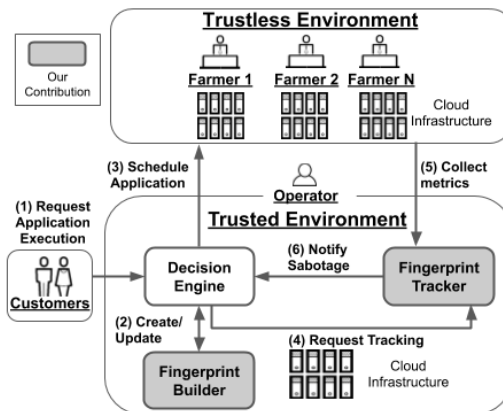 Trustless Environment
Our
Contribution
Farmer 1
Farmer 2
Farmer N
Cloud
Infrastructure
(3) Schedule
Application
(5) Collect
metrics
(1) Request
Application
Execution
Operator
Trusted Environment
Customers
Decision
Engine
(6) Notify
Sabotage
Fingerprint
Tracker
(2) Create/
Update
(4) Request Tracking
Fingerprint
Builder
Cloud
Infrastructure